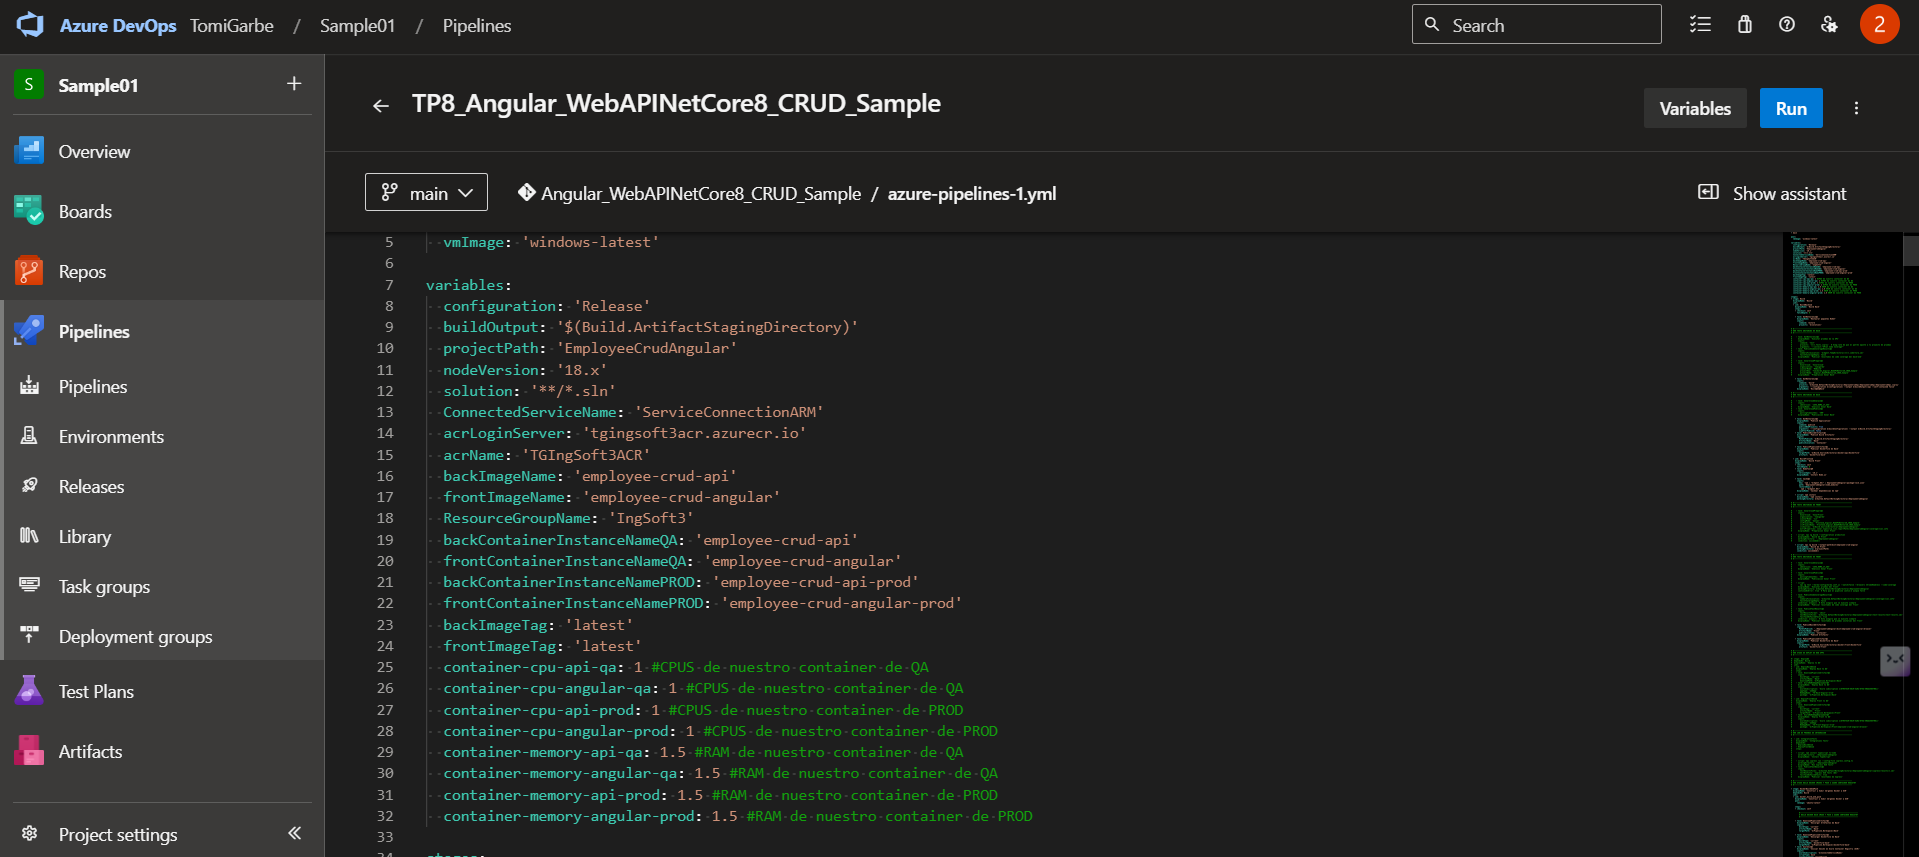 Azure DevOps TomiGarbe / Sample01 / Pipelines
Search
2
S Sample01 +
Overview
Boards
Repos
Pipelines
Pipelines
Environments
Releases
Library
Task groups
Deployment groups
Test Plans
Artifacts
Project settings
TP8_Angular_WebAPINetCore8_CRUD_Sample
Variables
Run
main
Angular_WebAPINetCore8_CRUD_Sample / azure-pipelines-1.yml
Show assistant
5 vmImage: 'windows-latest'
6
7 variables:
8 configuration: 'Release'
9 buildOutput: '$(Build.ArtifactStagingDirectory)'
10 projectPath: 'EmployeeCrudAngular'
11 nodeVersion: '18.x'
12 solution: '**/*.sln'
13 ConnectedServiceName: 'ServiceConnectionARM'
14 acrLoginServer: 'tgingsoft3acr.azurecr.io'
15 acrName: 'TGIngSoft3ACR'
16 backImageName: 'employee-crud-api'
17 frontImageName: 'employee-crud-angular'
18 ResourceGroupName: 'IngSoft3'
19 backContainerInstanceNameQA: 'employee-crud-api'
20 frontContainerInstanceNameQA: 'employee-crud-angular'
21 backContainerInstanceNamePROD: 'employee-crud-api-prod'
22 frontContainerInstanceNamePROD: 'employee-crud-angular-prod'
23 backImageTag: 'latest'
24 frontImageTag: 'latest'
25 container-cpu-api-qa: 1 #CPUS de nuestro container de QA
26 container-cpu-angular-qa: 1 #CPUS de nuestro container de QA
27 container-cpu-api-prod: 1 #CPUS de nuestro container de PROD
28 container-cpu-angular-prod: 1 #CPUS de nuestro container de PROD
29 container-memory-api-qa: 1.5 #RAM de nuestro container de QA
30 container-memory-angular-qa: 1.5 #RAM de nuestro container de QA
31 container-memory-api-prod: 1.5 #RAM de nuestro container de PROD
32 container-memory-angular-prod: 1.5 #RAM de nuestro container de PROD
33